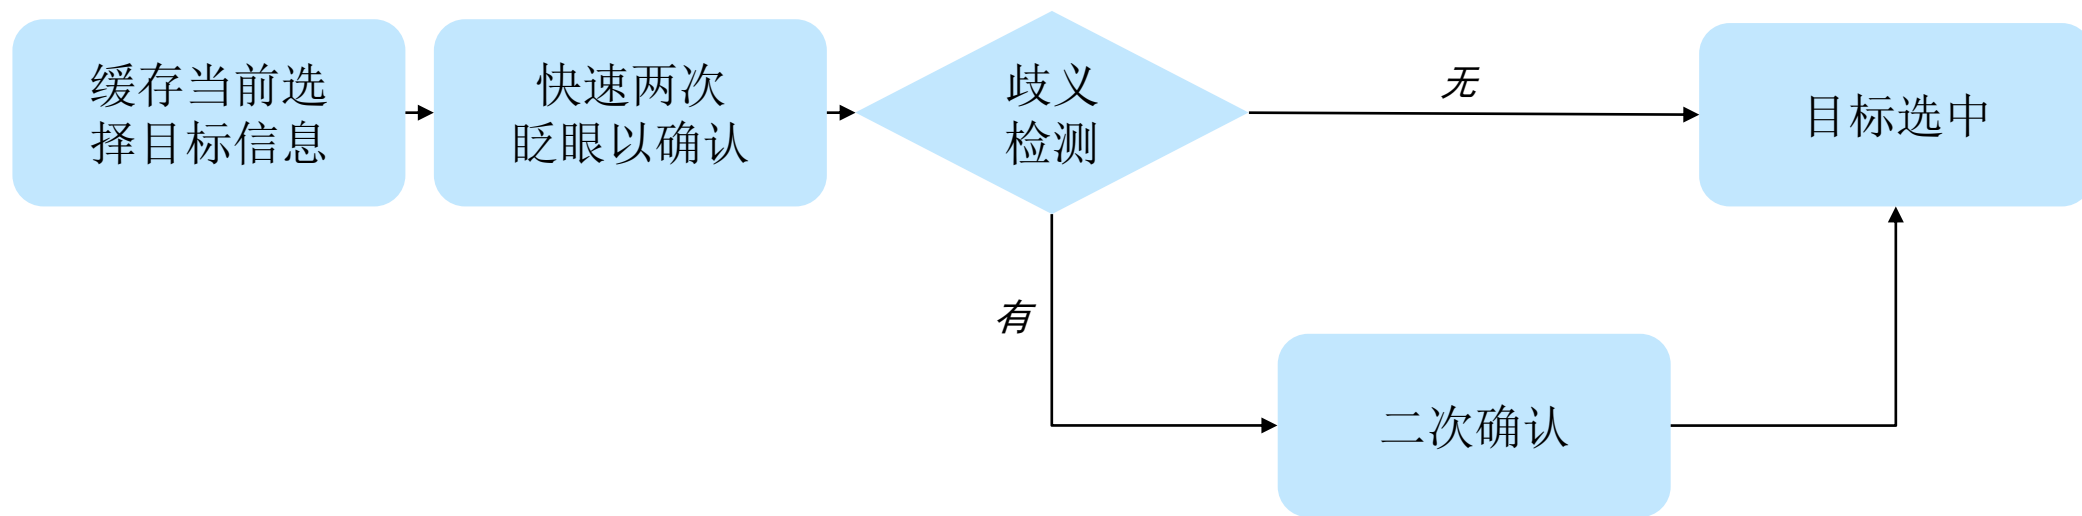 缓存当前选
择目标信息
快速两次
眨眼以确认
歧义
检测
无
目标选中
有
二次确认